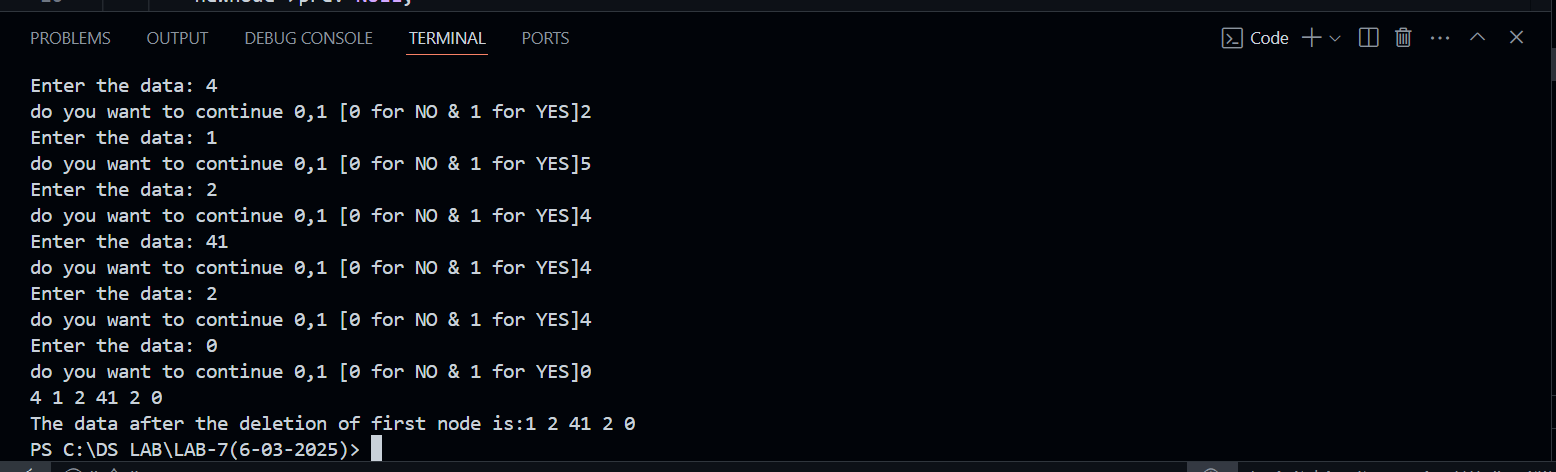 PROBLEMS OUTPUT DEBUG CONSOLE TERMINAL PORTS Code
Enter the data: 4
do you want to continue 0,1 [0 for NO & 1 for YES]2
Enter the data: 1
do you want to continue 0,1 [0 for NO & 1 for YES]5
Enter the data: 2
do you want to continue 0,1 [0 for NO & 1 for YES]4
Enter the data: 41
do you want to continue 0,1 [0 for NO & 1 for YES]4
Enter the data: 2
do you want to continue 0,1 [0 for NO & 1 for YES]4
Enter the data: 0
do you want to continue 0,1 [0 for NO & 1 for YES]0
4 1 2 41 2 0
The data after the deletion of first node is:1 2 41 2 0
PS C:\DS LAB\LAB-7(6-03-2025)>